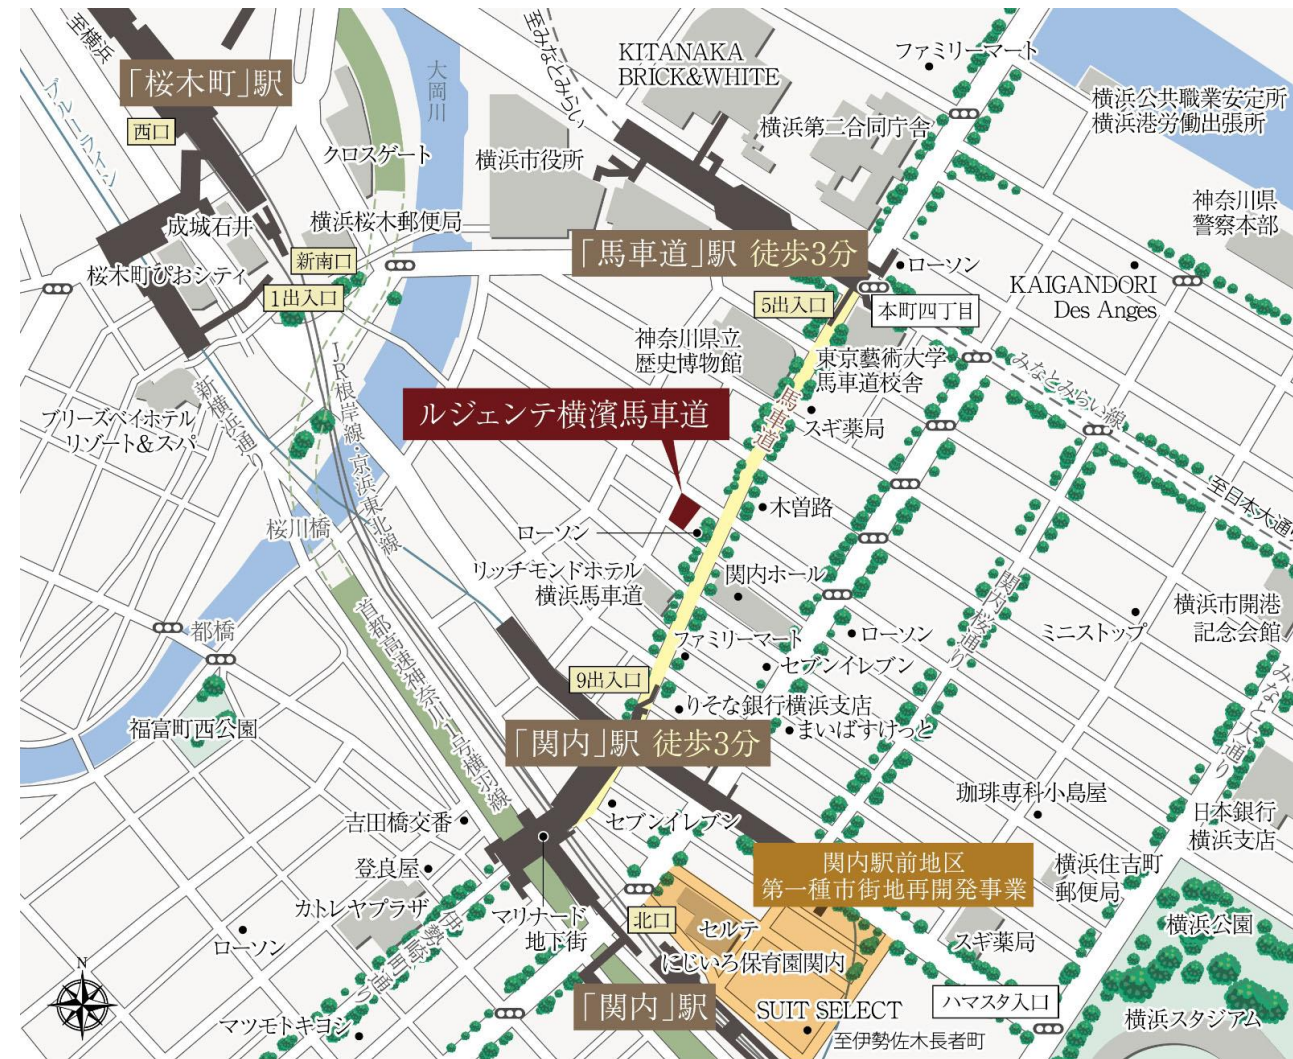 至横浜
「桜木町」駅
西口
ブルーライン
大岡川
クロスゲート
至みなとみらい
KITANAKA
BRICK&WHITE
横浜市役所
横浜第二合同庁舎
ファミリーマート
横浜公共職業安定所
横浜港労働出張所
神奈川県
警察本部
成城石井
横浜桜木郵便局
新南口
桜木町ぴおシティ
1出入口
「馬車道」駅 徒歩3分
ローソン
5出入口
本町四丁目
KAIGANDORI
Des Anges
神奈川県立
歴史博物館
東京藝術大学
馬車道校舎
みなとみらい線
馬車道
スギ薬局
ルジェンテ横濱馬車道
ブリーズベイホテル
リゾート&スパ
新横浜通り
JR根岸線・京浜東北線
至日本大通り
木曽路
ローソン
桜川橋
リッチモンドホテル
横浜馬車道
関内ホール
関内桜通り
横浜市開港
記念会館
ミニストップ
都橋
首都高速神奈川1号横羽線
ファミリーマート
ローソン
セブンイレブン
9出入口
りそな銀行横浜支店
まいばすけっと
みなと大通り
福富町西公園
「関内」駅 徒歩3分
吉田橋交番
セブンイレブン
珈琲専科小島屋
日本銀行
横浜支店
登良屋
関内駅前地区
第一種市街地再開発事業
横浜住吉町
郵便局
カトレヤプラザ
伊勢崎町通り
マリナード
地下街
北口
セルテ
にじいろ保育園関内
スギ薬局
横浜公園
ローソン
N
「関内」駅
SUIT SELECT
ハマスタ入口
マツモトキヨシ
至伊勢佐木長者町
横浜スタジアム